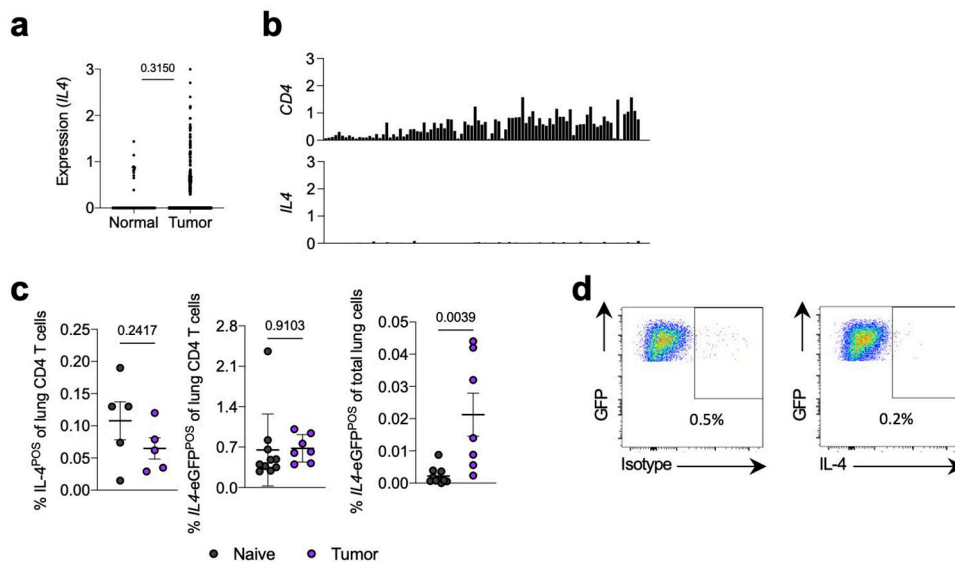 a
Expression (IL4)
3
2
1
0
0.3150
Normal Tumor
b
CD4
3
2
1
0
IL4
3
2
1
0
c
% IL-4POS of lung CD4 T cells
0.25
0.20
0.15
0.10
0.05
0.00
0.2417
% IL4-eGFPPOS of lung CD4 T cells
2.8
2.1
1.4
0.7
0.0
0.9103
% IL4-eGFPPOS of total lung cells
0.05
0.04
0.03
0.02
0.01
0.00
0.0039
Naive Tumor
d
GFP
0.5%
Isotype
GFP
0.2%
IL-4